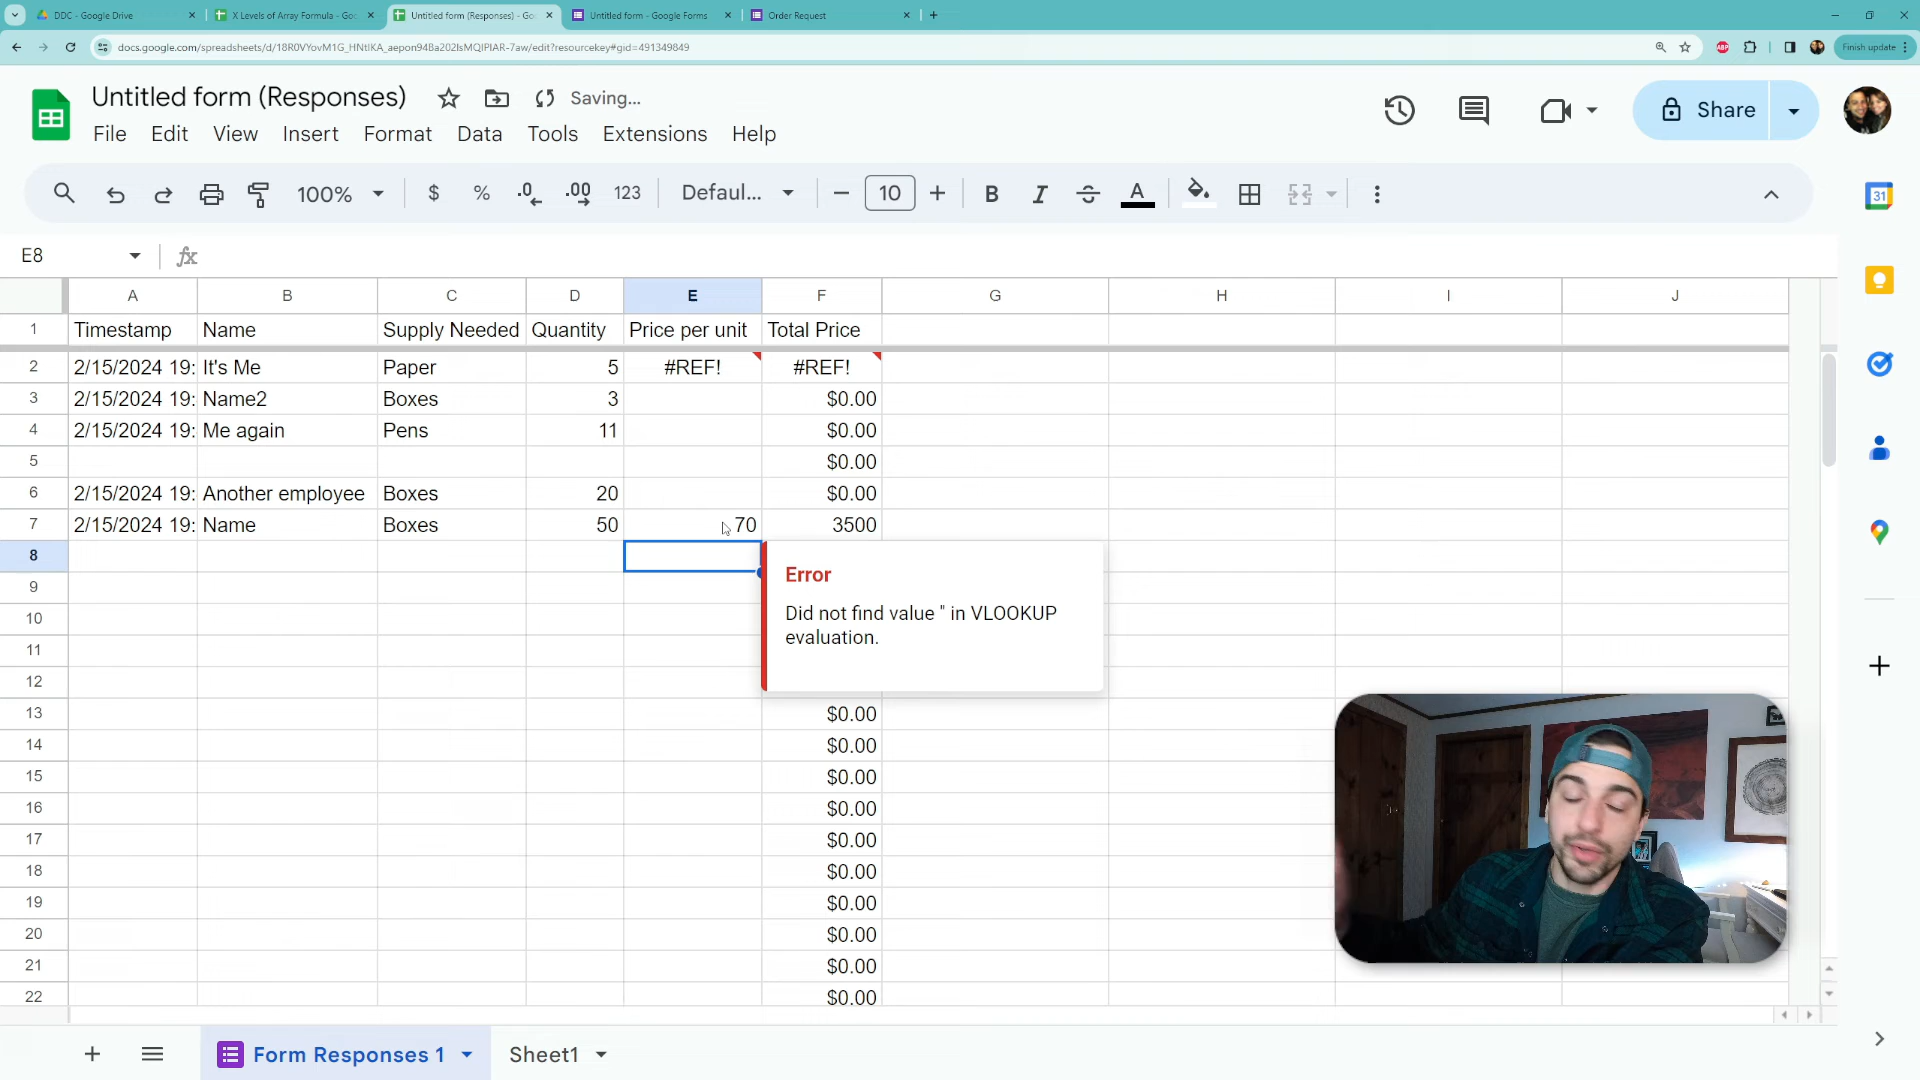 DDC - Google Drive
X Levels of Array Formula - Goo
Untitled form (Responses) - Goo
Untitled form - Google Forms
Order Request
docs.google.com/spreadsheets/d/18R0VYovM1G_HNtIKA_aepon94Ba202IsMQIPIAR-7aw/edit?resourcekey#gid=491349849
ABP
Finish update
Untitled form (Responses)
Saving...
File Edit View Insert Format Data Tools Extensions Help
Share
100%
$ % .0 .00 123
Defaul...
10
B I A
31
E8
fx
A B C D E F G H I J
1 Timestamp Name Supply Needed Quantity Price per unit Total Price
2 2/15/2024 19: It's Me Paper 5 #REF! #REF!
3 2/15/2024 19: Name2 Boxes 3 $0.00
4 2/15/2024 19: Me again Pens 11 $0.00
5 $0.00
6 2/15/2024 19: Another employee Boxes 20 $0.00
7 2/15/2024 19: Name Boxes 50 70 3500
8
Error
9
Did not find value '' in VLOOKUP
10
evaluation.
11
12
13 $0.00
14 $0.00
15 $0.00
16 $0.00
17 $0.00
18 $0.00
19 $0.00
20 $0.00
21 $0.00
22 $0.00
Form Responses 1
Sheet1